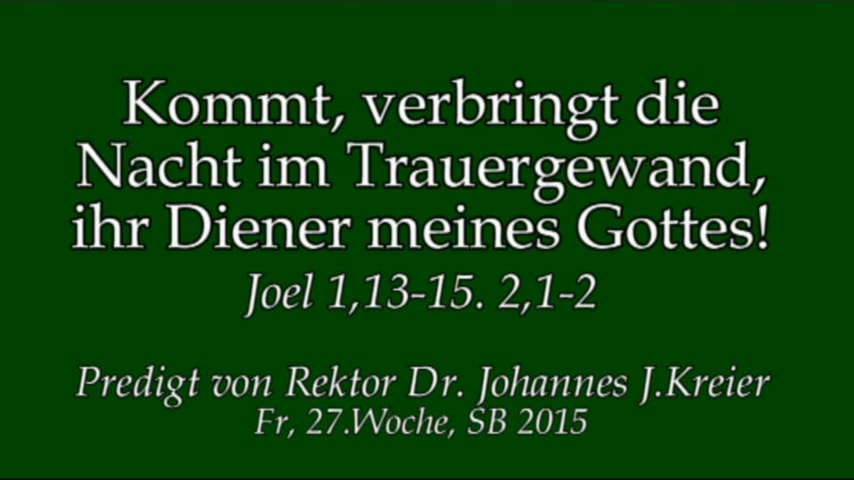 Kommt, verbringt die
Nacht im Trauergewand,
ihr Diener meines Gottes!
Joel 1,13-15. 2,1-2
Predigt von Rektor Dr. Johannes J.Kreier
Fr, 27.Woche, SB 2015